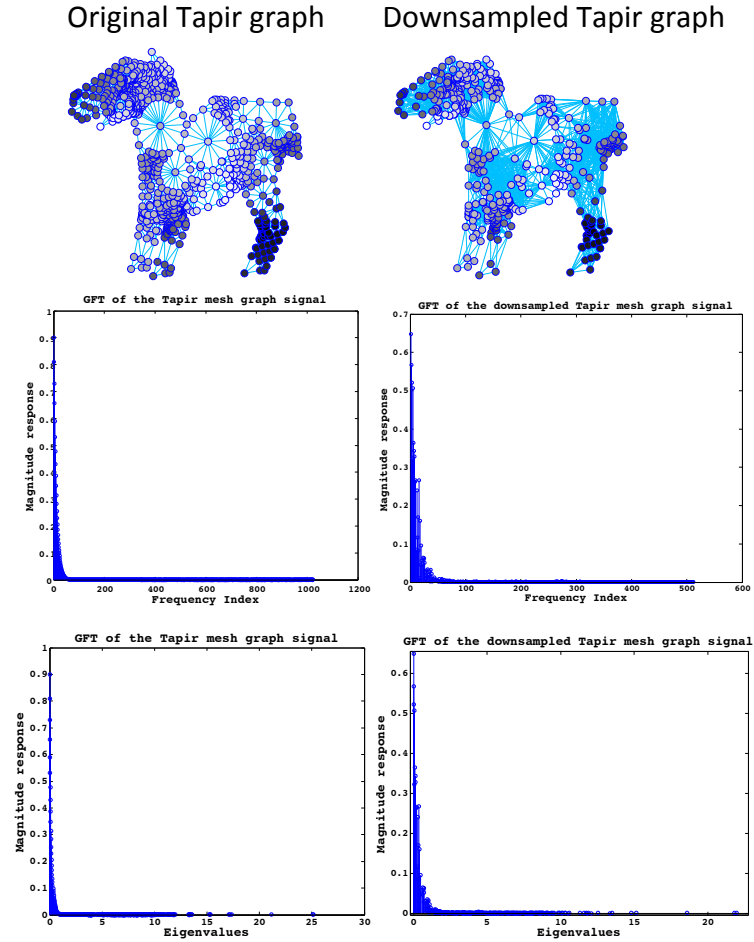 Original Tapir graph
Downsampled Tapir graph
GFT of the Tapir mesh graph signal
1
0.9
0.8
0.7
0.6
0.5
0.4
0.3
0.2
0.1
0
Magnitude response
0 200 400 600 800 1000 1200
Frequency Index
GFT of the downsampled Tapir mesh graph signal
0.7
0.6
0.5
0.4
0.3
0.2
0.1
0
Magnitude response
0 100 200 300 400 500 600
Frequency Index
GFT of the Tapir mesh graph signal
1
0.9
0.8
0.7
0.6
0.5
0.4
0.3
0.2
0.1
0
Magnitude response
0 5 10 15 20 25 30
Eigenvalues
GFT of the downsampled Tapir mesh graph signal
0.6
0.5
0.4
0.3
0.2
0.1
0
Magnitude response
0 5 10 15 20
Eigenvalues